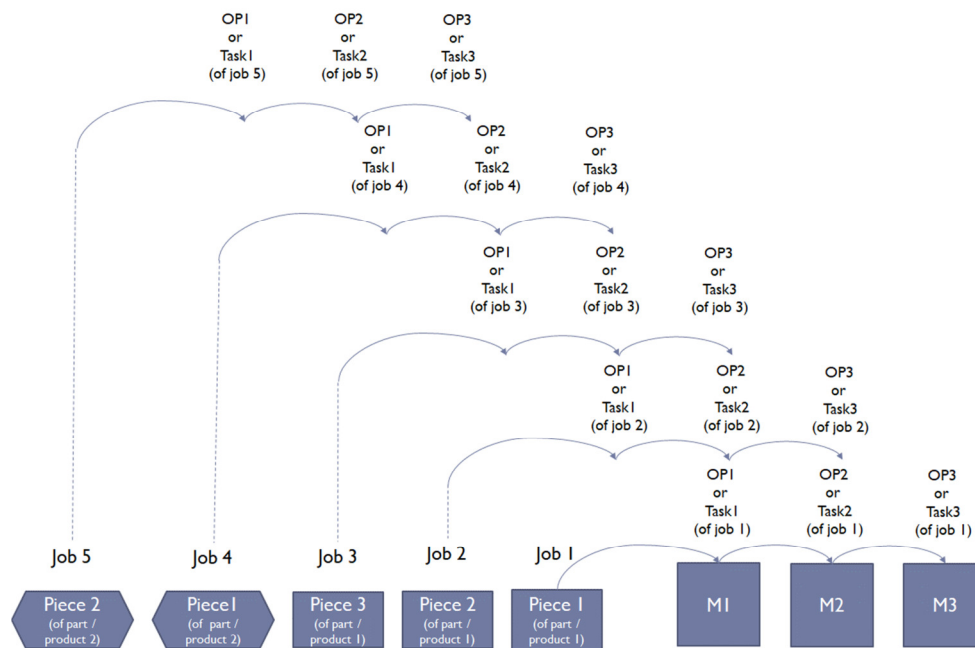 OP1
or
Task1
(of job 5)
OP2
or
Task2
(of job 5)
OP3
or
Task3
(of job 5)
OP1
or
Task1
(of job 4)
OP2
or
Task2
(of job 4)
OP3
or
Task3
(of job 4)
OP1
or
Task1
(of job 3)
OP2
or
Task2
(of job 3)
OP3
or
Task3
(of job 3)
OP1
or
Task1
(of job 2)
OP2
or
Task2
(of job 2)
OP3
or
Task3
(of job 2)
OP1
or
Task1
(of job 1)
OP2
or
Task2
(of job 1)
OP3
or
Task3
(of job 1)
Job 5
Job 4
Job 3
Job 2
Job 1
Piece 2
(of part /
product 2)
Piece1
(of part /
product 2)
Piece 3
(of part /
product 1)
Piece 2
(of part /
product 1)
Piece 1
(of part /
product 1)
M1
M2
M3